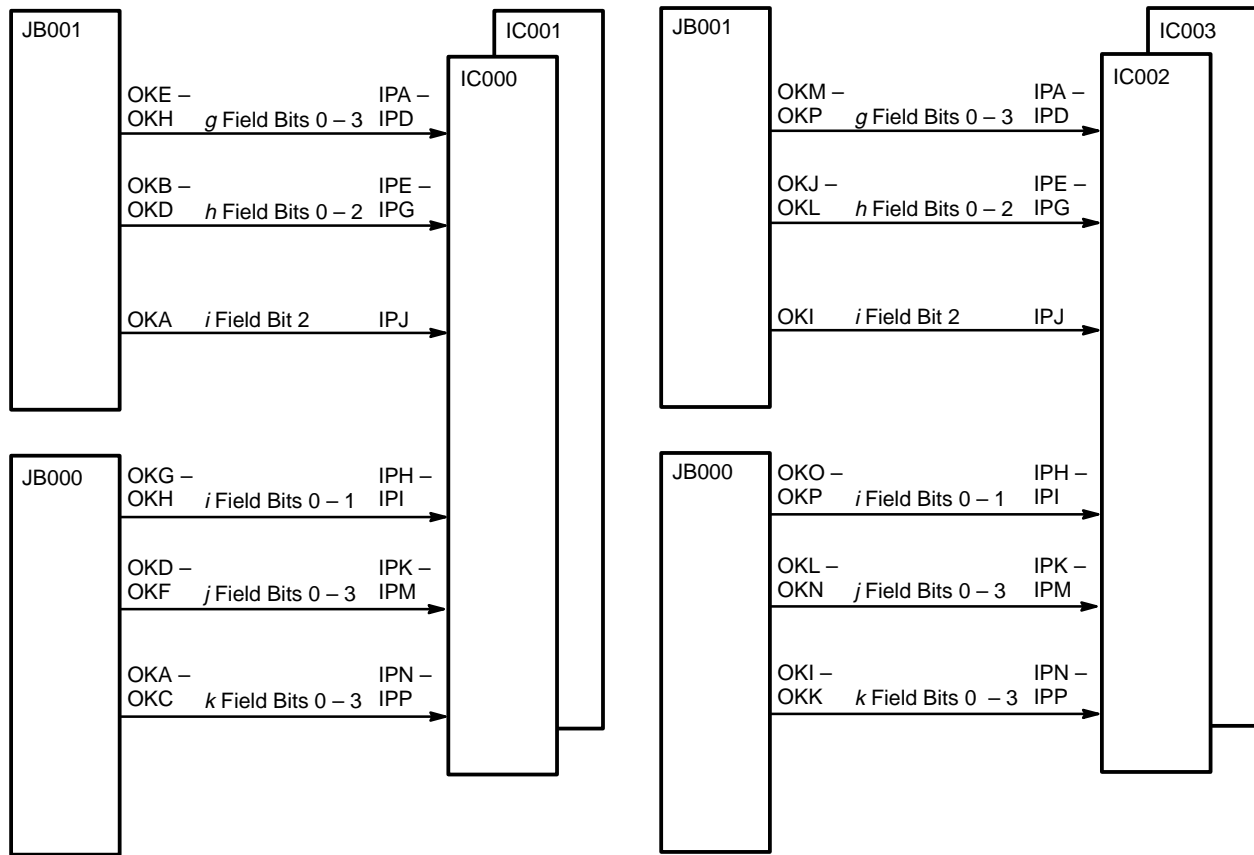 JB001
IC001
IC000
OKE – IPA –
OKH g Field Bits 0 – 3 IPD
OKB – IPE –
OKD h Field Bits 0 – 2 IPG
OKA i Field Bit 2 IPJ
JB000
OKG – IPH –
OKH i Field Bits 0 – 1 IPI
OKD – IPK –
OKF j Field Bits 0 – 3 IPM
OKA – IPN –
OKC k Field Bits 0 – 3 IPP
JB001
IC003
IC002
OKM – IPA –
OKP g Field Bits 0 – 3 IPD
OKJ – IPE –
OKL h Field Bits 0 – 2 IPG
OKI i Field Bit 2 IPJ
JB000
OKO – IPH –
OKP i Field Bits 0 – 1 IPI
OKL – IPK –
OKN j Field Bits 0 – 3 IPM
OKI – IPN –
OKK k Field Bits 0 – 3 IPP